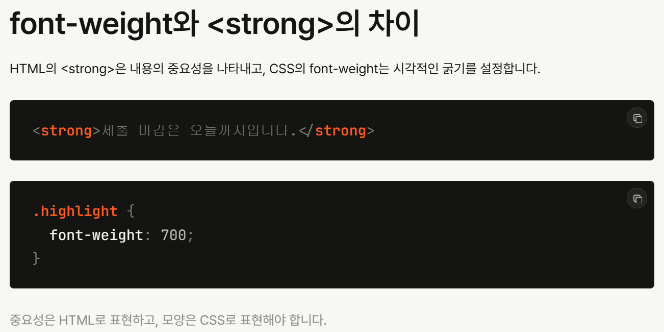 font-weight와 <strong>의 차이
HTML의 <strong>은 내용의 중요성을 나타내고, CSS의 font-weight는 시각적인 굵기를 설정합니다.
<strong>제출 마감은 오늘까지입니다.</strong>
.highlight {
font-weight: 700;
}
중요성은 HTML로 표현하고, 모양은 CSS로 표현해야 합니다.